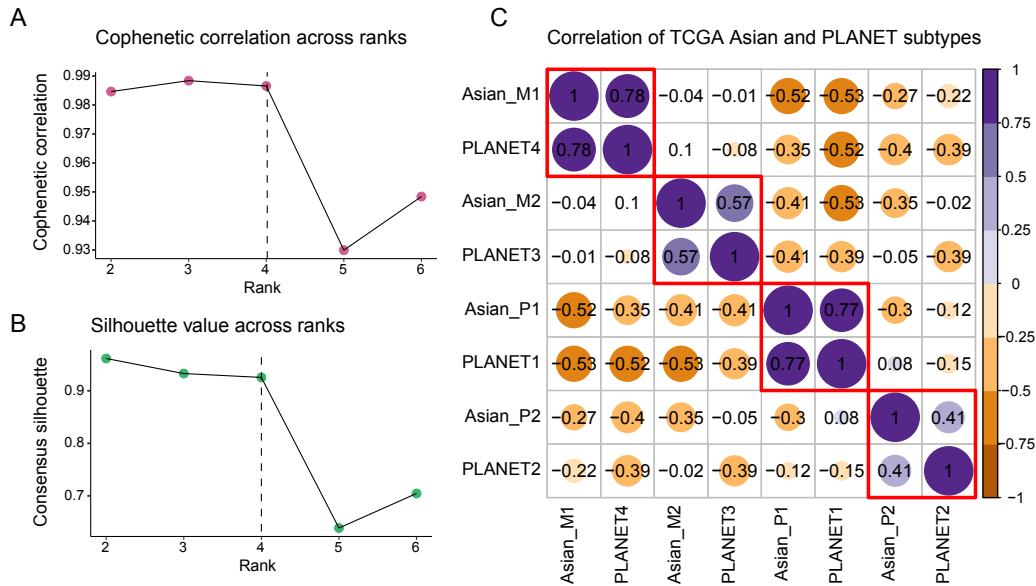 A
Cophenetic correlation across ranks
Cophenetic correlation
0.99
0.98
0.97
0.96
0.95
0.94
0.93
2 3 4 5 6
Rank
B
Silhouette value across ranks
Consensus silhouette
0.9
0.8
0.7
2 3 4 5 6
Rank
C
Correlation of TCGA Asian and PLANET subtypes
Asian_M1 1 0.78 −0.04 −0.01 −0.52 −0.53 −0.27 −0.22
PLANET4 0.78 1 0.1 −0.08 −0.35 −0.52 −0.4 −0.39
Asian_M2 −0.04 0.1 1 0.57 −0.41 −0.53 −0.35 −0.02
PLANET3 −0.01 −0.08 0.57 1 −0.41 −0.39 −0.05 −0.39
Asian_P1 −0.52 −0.35 −0.41 −0.41 1 0.77 −0.3 −0.12
PLANET1 −0.53 −0.52 −0.53 −0.39 0.77 1 0.08 −0.15
Asian_P2 −0.27 −0.4 −0.35 −0.05 −0.3 0.08 1 0.41
PLANET2 −0.22 −0.39 −0.02 −0.39 −0.12 −0.15 0.41 1
Asian_M1
PLANET4
Asian_M2
PLANET3
Asian_P1
PLANET1
Asian_P2
PLANET2
1
0.75
0.5
0.25
0
−0.25
−0.5
−0.75
−1